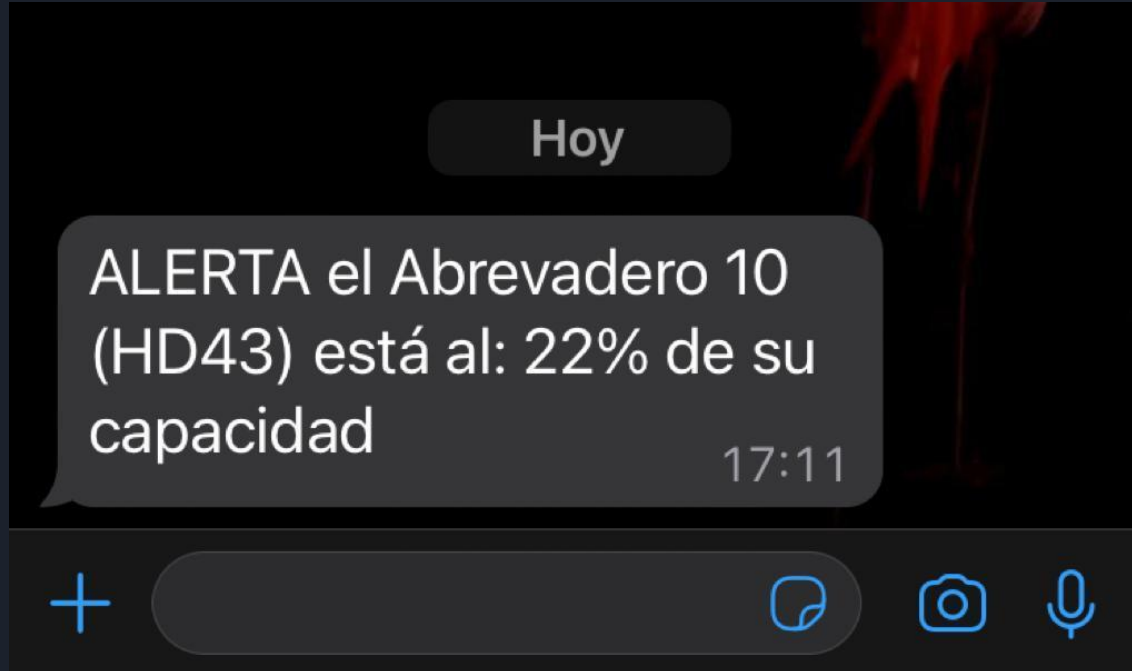 Hoy
ALERTA el Abrevadero 10
(HD43) está al: 22% de su
capacidad
17:11